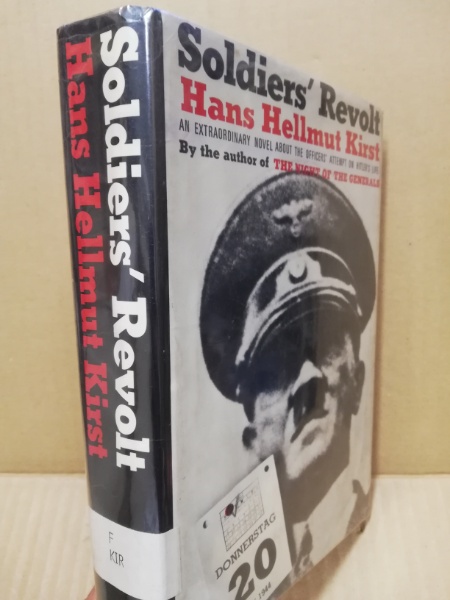 Soldiers' Revolt
Hans Hellmut Kirst
F
KIR
Soldiers' Revolt
Hans Hellmut Kirst
AN EXTRAORDINARY NOVEL ABOUT THE OFFICERS' ATTEMPT ON HITLER'S LIFE
By the author of THE NIGHT OF THE GENERALS
DONNERSTAG
20
1944